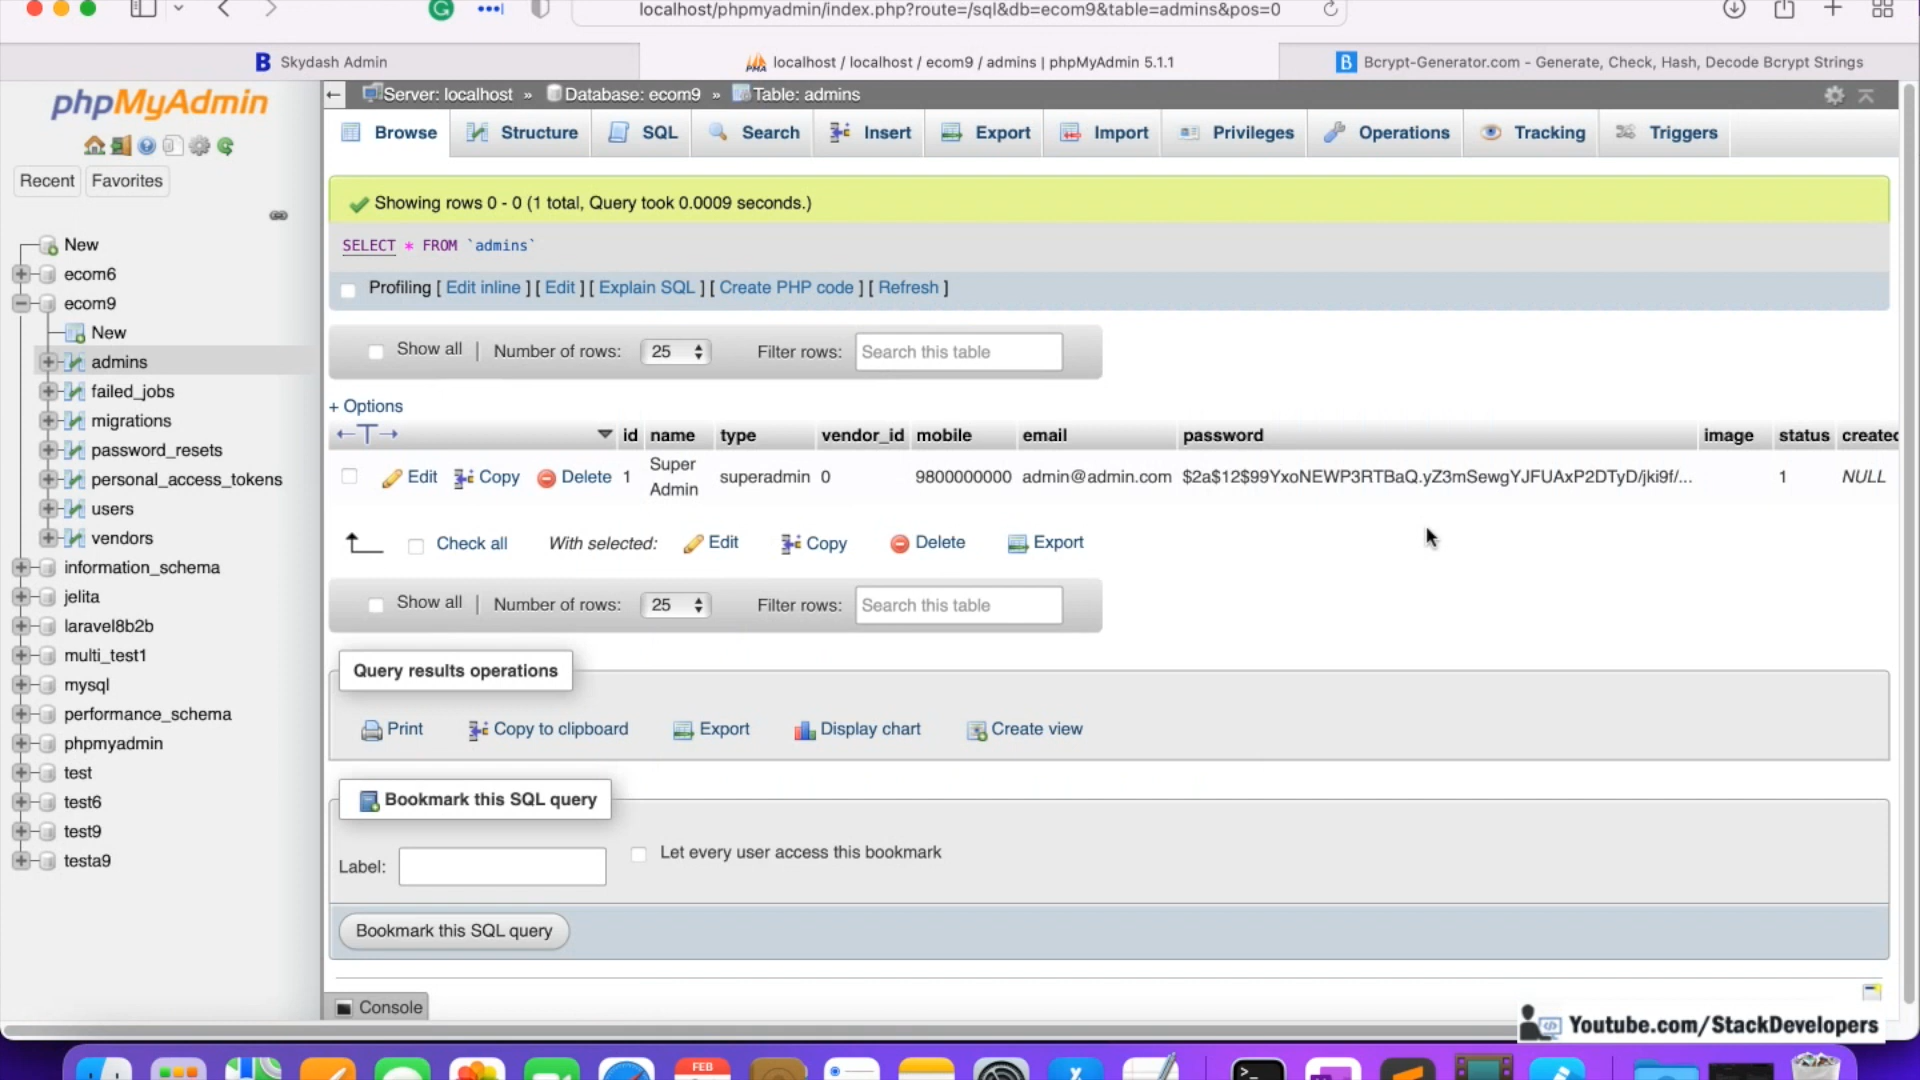 localhost/phpmyadmin/index.php?route=/sql&db=ecom9&table=admins&pos=0
Skydash Admin
localhost / localhost / ecom9 / admins | phpMyAdmin 5.1.1
Bcrypt-Generator.com - Generate, Check, Hash, Decode Bcrypt Strings
phpMyAdmin
Recent Favorites
New
ecom6
ecom9
New
admins
failed_jobs
migrations
password_resets
personal_access_tokens
users
vendors
information_schema
jelita
laravel8b2b
multi_test1
mysql
performance_schema
phpmyadmin
test
test6
test9
testa9
Server: localhost » Database: ecom9 » Table: admins
Browse Structure SQL Search Insert Export Import Privileges Operations Tracking Triggers
Showing rows 0 - 0 (1 total, Query took 0.0009 seconds.)
SELECT * FROM `admins`
Profiling [ Edit inline ] [ Edit ] [ Explain SQL ] [ Create PHP code ] [ Refresh ]
Show all | Number of rows: 25 Filter rows: Search this table
+ Options
←T→ id name type vendor_id mobile email password image status created
Edit Copy Delete 1 Super Admin superadmin 0 9800000000 admin@admin.com $2a$12$99YxoNEWP3RTBaQ.yZ3mSewgYJFUAxP2DTyD/jki9f/... 1 NULL
Check all With selected: Edit Copy Delete Export
Show all | Number of rows: 25 Filter rows: Search this table
Query results operations
Print Copy to clipboard Export Display chart Create view
Bookmark this SQL query
Label: Let every user access this bookmark
Bookmark this SQL query
Console
Youtube.com/StackDevelopers
FEB